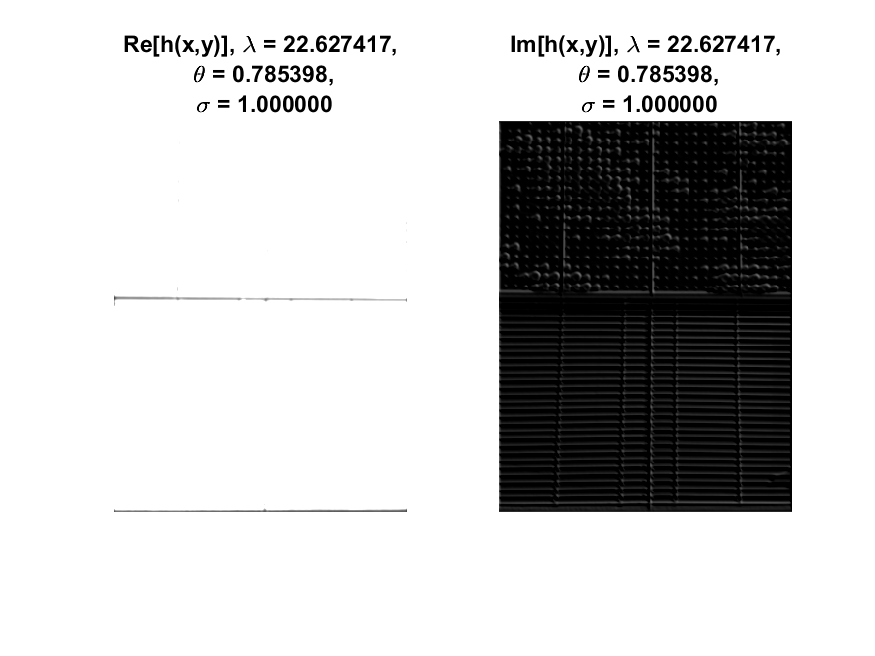 Re[h(x,y)], λ = 22.627417,
θ = 0.785398,
σ = 1.000000
Im[h(x,y)], λ = 22.627417,
θ = 0.785398,
σ = 1.000000